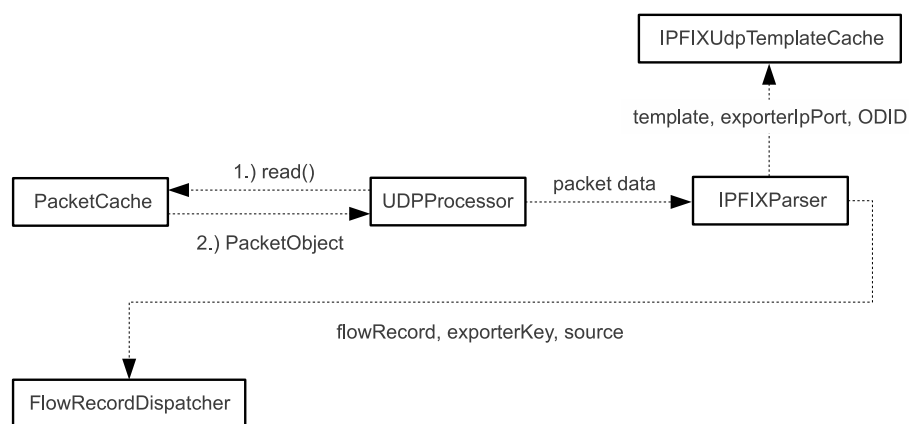 IPFIXUdpTemplateCache
template, exporterIpPort, ODID
1.) read()
packet data
PacketCache
UDPProcessor
IPFIXParser
2.) PacketObject
flowRecord, exporterKey, source
FlowRecordDispatcher